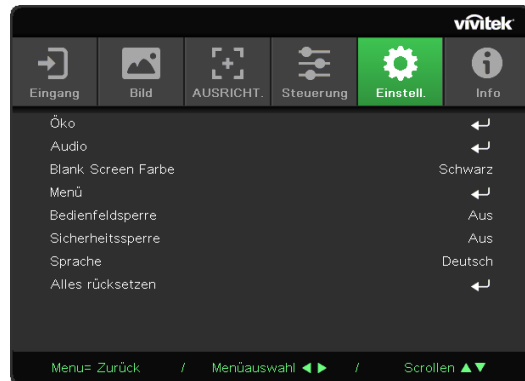 vivitek
Eingang Bild AUSRICHT. Steuerung Einstell. Info
Öko
Audio
Blank Screen Farbe Schwarz
Menü
Bedienfeldsperre Aus
Sicherheitssperre Aus
Sprache Deutsch
Alles rücksetzen
Menu= Zurück / Menüauswahl ◀ ▶ / Scrollen ▲▼